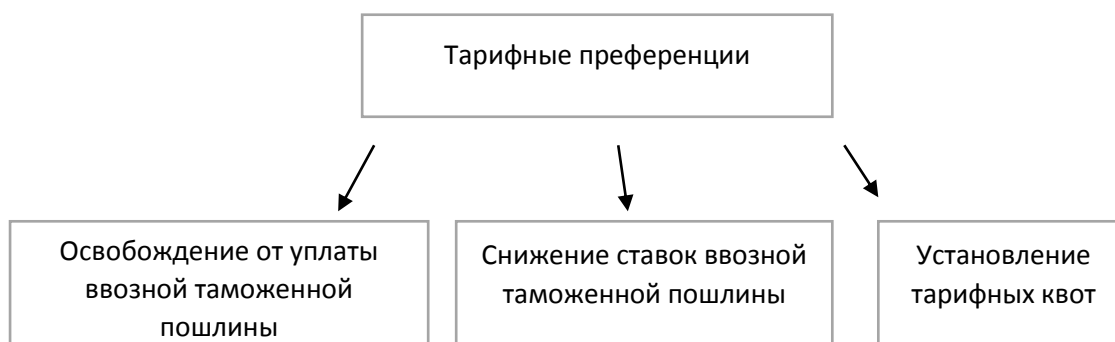 Тарифные преференции
Освобождение от уплаты
ввозной таможенной
пошлины
Снижение ставок ввозной
таможенной пошлины
Установление
тарифных квот